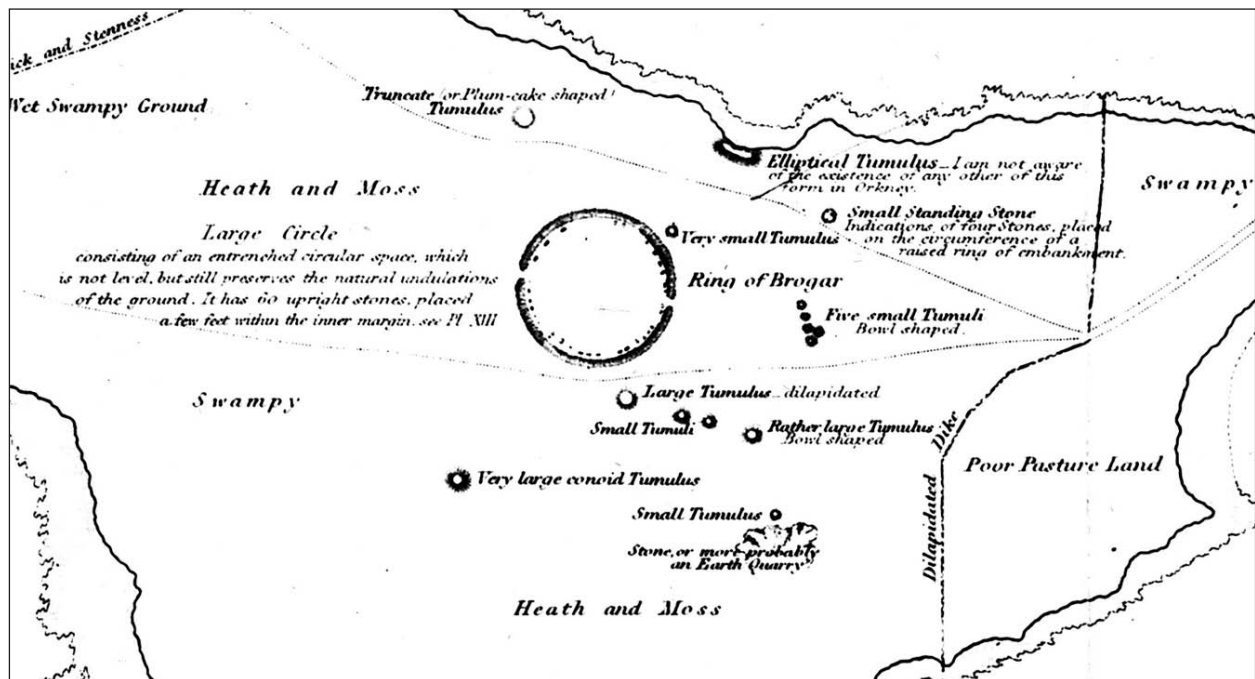 ick and Stenness
Wet Swampy Ground
Truncate (or Plum-cake shaped)
Tumulus
Elliptical Tumulus_I am not aware
of the existence of any other of this
form in Orkney.
Swampy
Heath and Moss
Small Standing Stone
Indications of four Stones, placed
on the circumference of a
raised ring of embankment.
Large Circle
consisting of an entrenched circular space, which
is not level, but still preserves the natural undulations
of the ground. It has 60 upright stones, placed
a few feet within the inner margin. see Pl XIII
Very small Tumulus
Ring of Brogar
Five small Tumuli
Bowl shaped.
Swampy
Large Tumulus_dilapidated
Small Tumuli
Rather large Tumulus
Bowl shaped
Dilapidated Dike
Poor Pasture Land
Very large conoid Tumulus
Small Tumulus
Stone, or more probably
an Earth Quarry
Heath and Moss